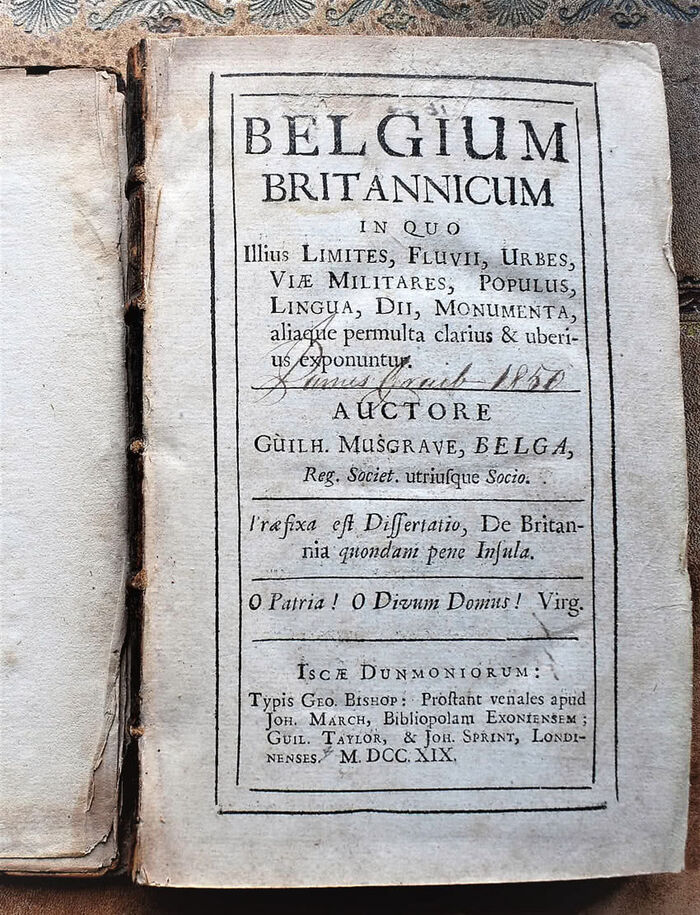 BELGIUM
BRITANNICUM
IN QUO
Illius LIMITES, FLUVII, URBES,
VIÆ MILITARES, POPULUS,
LINGUA, DII, MONUMENTA,
aliaque permulta clarius & uberi-
us exponuntur.
James 1850
AUCTORE
GUILH. MUSGRAVE, BELGA,
Reg. Societ. utriuſque Socio.
Præfixa eſt Diſſertatio, De Britan-
nia quondam pene Inſula.
O Patria! O Divum Domus! Virg.
ISCÆ DUNMONIORUM:
Typis GEO. BISHOP: Proſtant venales apud
JOH. MARCH, Bibliopolam EXONIENSEM;
GUIL. TAYLOR, & JOH. SPRINT, LONDI-
NENSES. M. DCC. XIX.